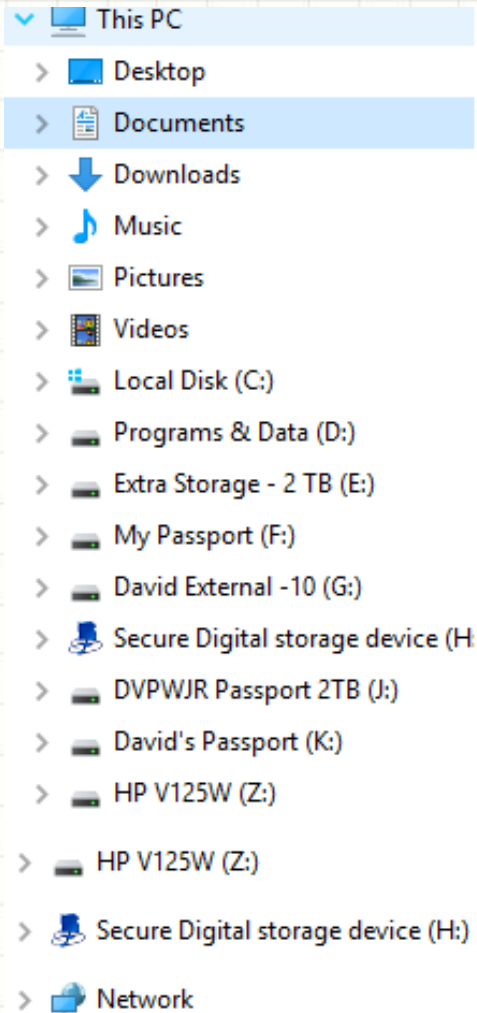 This PC
Desktop
Documents
Downloads
Music
Pictures
Videos
Local Disk (C:)
Programs & Data (D:)
Extra Storage - 2 TB (E:)
My Passport (F:)
David External -10 (G:)
Secure Digital storage device (H:
DVPWJR Passport 2TB (J:)
David's Passport (K:)
HP V125W (Z:)
HP V125W (Z:)
Secure Digital storage device (H:)
Network